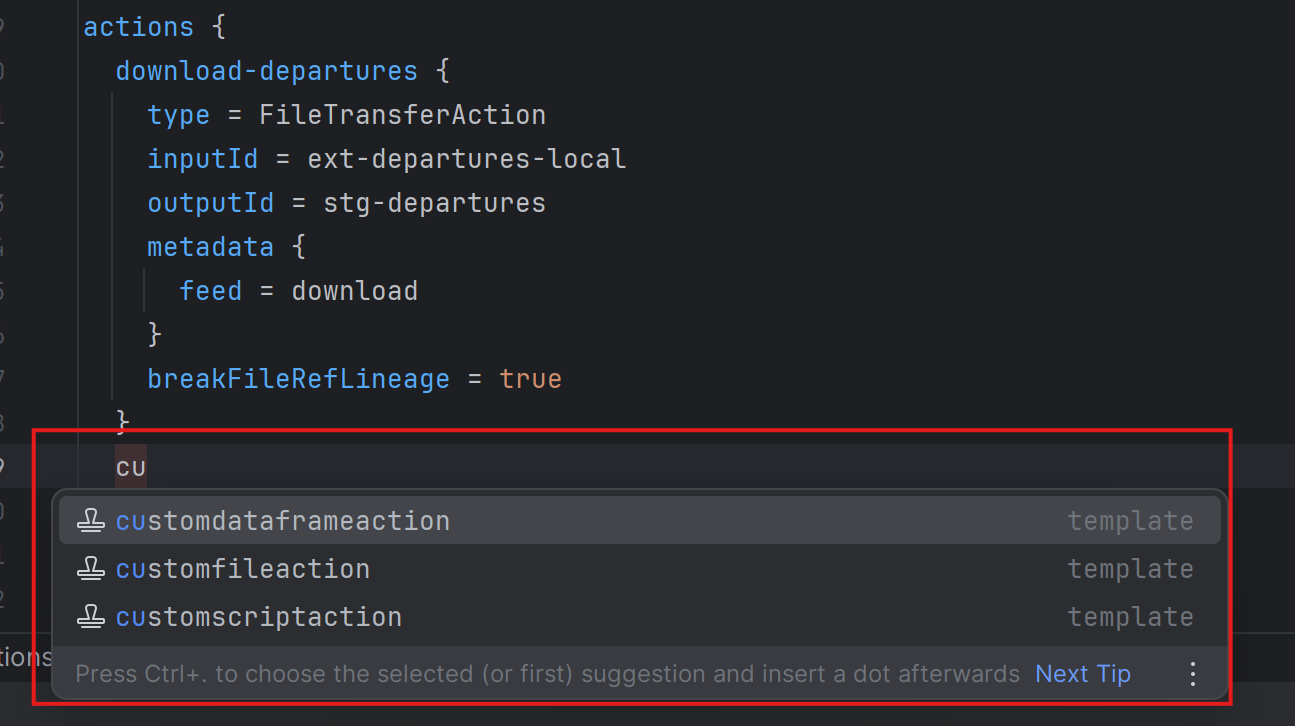 actions {
download-departures {
type = FileTransferAction
inputId = ext-departures-local
outputId = stg-departures
metadata {
feed = download
}
breakFileRefLineage = true
}
cu
customdataframeaction template
customfileaction template
customscriptaction template
Press Ctrl+. to choose the selected (or first) suggestion and insert a dot afterwards Next Tip